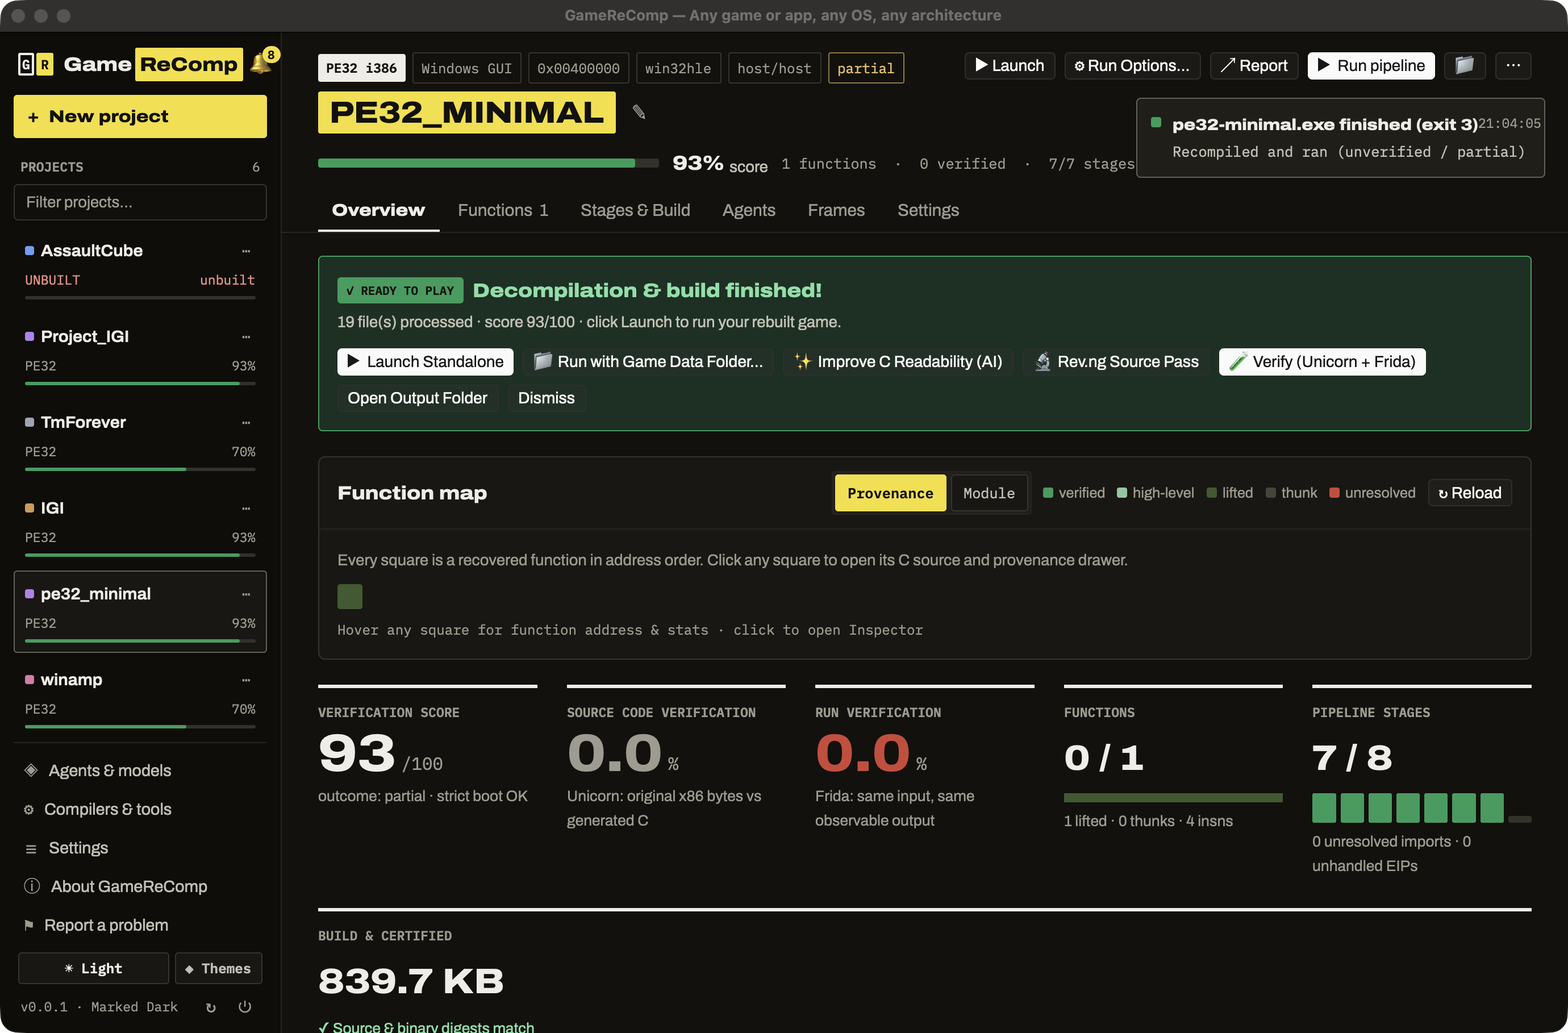 GameReComp — Any game or app, any OS, any architecture
GR Game ReComp 8
+ New project
PROJECTS 6
Filter projects...
AssaultCube ...
UNBUILT unbuilt
Project_IGI ...
PE32 93%
TmForever ...
PE32 70%
IGI ...
PE32 93%
pe32_minimal ...
PE32 93%
winamp ...
PE32 70%
Agents & models
Compilers & tools
Settings
About GameReComp
Report a problem
☀ Light ◆ Themes
v0.0.1 · Marked Dark ↻ ⏻
PE32 i386 Windows GUI 0x00400000 win32hle host/host partial
▶ Launch ⚙ Run Options... ↗ Report ▶ Run pipeline ...
PE32_MINIMAL ✎
93% score 1 functions · 0 verified · 7/7 stages
pe32-minimal.exe finished (exit 3) 21:04:05
Recompiled and ran (unverified / partial)
Overview Functions 1 Stages & Build Agents Frames Settings
✓ READY TO PLAY Decompilation & build finished!
19 file(s) processed · score 93/100 · click Launch to run your rebuilt game.
▶ Launch Standalone 📁 Run with Game Data Folder... ✨ Improve C Readability (AI) 🔬 Rev.ng Source Pass 🧪 Verify (Unicorn + Frida)
Open Output Folder Dismiss
Function map Provenance Module verified high-level lifted thunk unresolved ↻ Reload
Every square is a recovered function in address order. Click any square to open its C source and provenance drawer.
Hover any square for function address & stats · click to open Inspector
VERIFICATION SCORE
93 /100
outcome: partial · strict boot OK
SOURCE CODE VERIFICATION
0.0 %
Unicorn: original x86 bytes vs
generated C
RUN VERIFICATION
0.0 %
Frida: same input, same
observable output
FUNCTIONS
0 / 1
1 lifted · 0 thunks · 4 insns
PIPELINE STAGES
7 / 8
0 unresolved imports · 0
unhandled EIPs
BUILD & CERTIFIED
839.7 KB
✓ Source & binary digests match